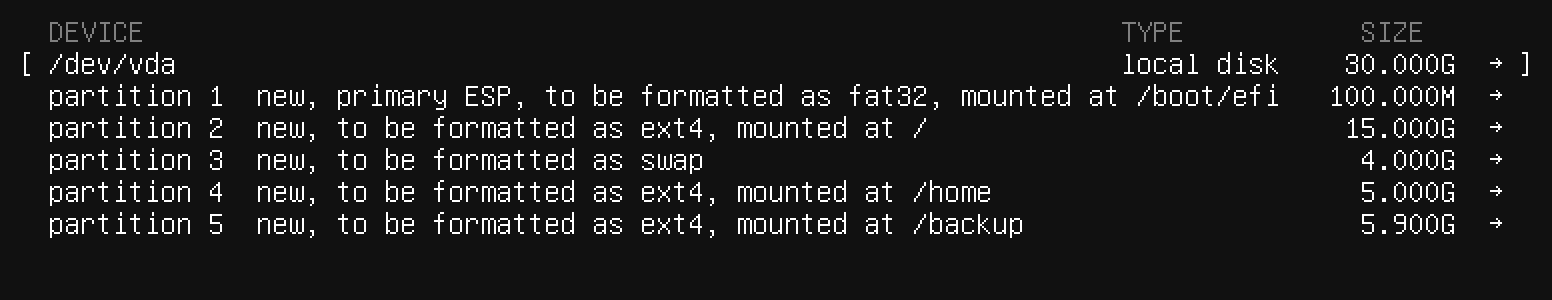 DEVICE TYPE SIZE
[ /dev/vda local disk 30.000G → ]
partition 1 new, primary ESP, to be formatted as fat32, mounted at /boot/efi 100.000M →
partition 2 new, to be formatted as ext4, mounted at / 15.000G →
partition 3 new, to be formatted as swap 4.000G →
partition 4 new, to be formatted as ext4, mounted at /home 5.000G →
partition 5 new, to be formatted as ext4, mounted at /backup 5.900G →